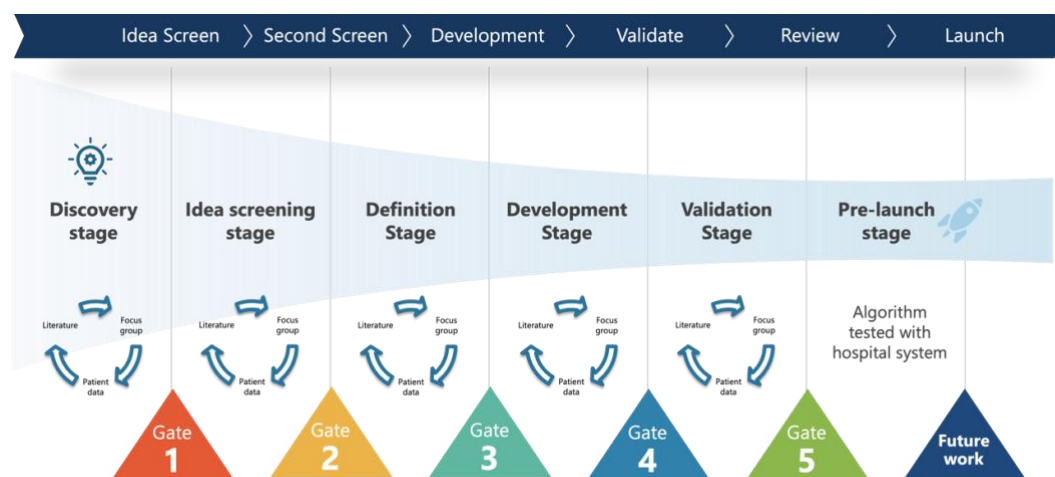 Idea Screen
Second Screen
Development
Validate
Review
Launch
Discovery
stage
Idea screening
stage
Definition
Stage
Development
Stage
Validation
Stage
Pre-launch
stage
Literature
Focus
group
Patient
data
Literature
Focus
group
Patient
data
Literature
Focus
group
Patient
data
Literature
Focus
group
Patient
data
Literature
Focus
group
Patient
data
Algorithm
tested with
hospital system
Gate
1
Gate
2
Gate
3
Gate
4
Gate
5
Future
work